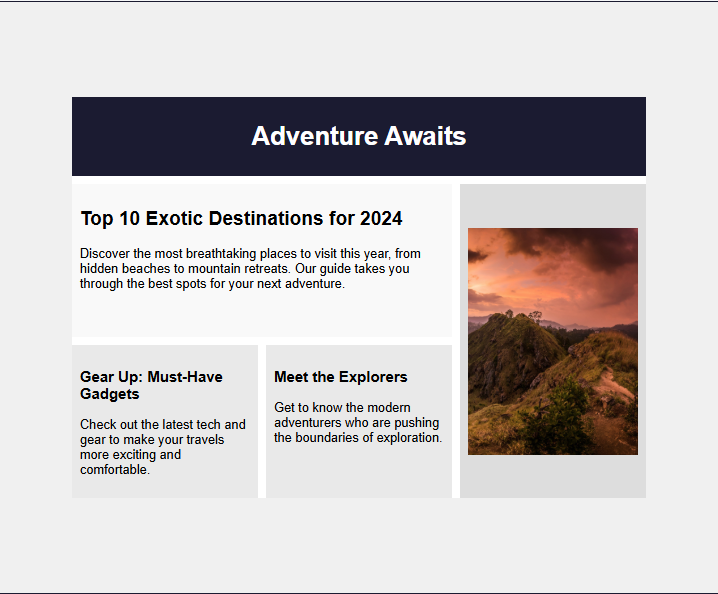 Adventure Awaits
Top 10 Exotic Destinations for 2024
Discover the most breathtaking places to visit this year, from
hidden beaches to mountain retreats. Our guide takes you
through the best spots for your next adventure.
Gear Up: Must-Have
Gadgets
Check out the latest tech and
gear to make your travels
more exciting and
comfortable.
Meet the Explorers
Get to know the modern
adventurers who are pushing
the boundaries of exploration.